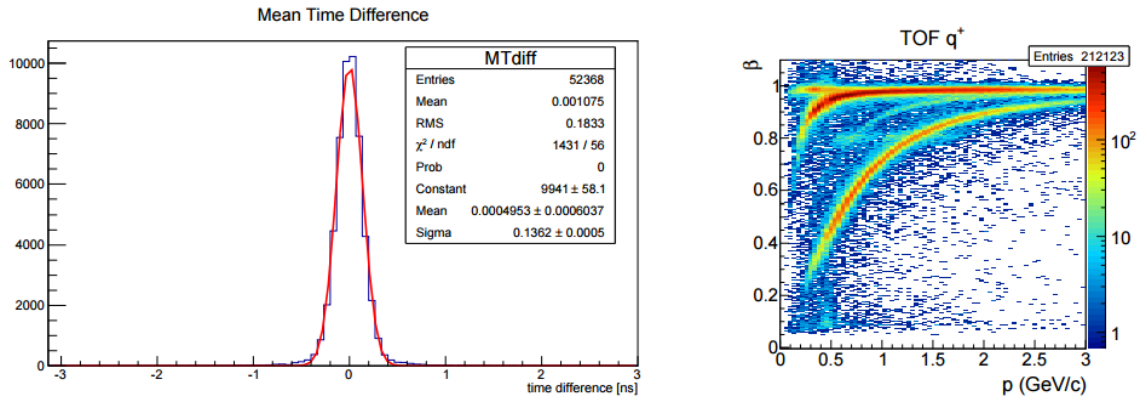 Mean Time Difference
MTdiff
Entries 52368
Mean 0.001075
RMS 0.1833
χ² / ndf 1431 / 56
Prob 0
Constant 9941 ± 58.1
Mean 0.0004953 ± 0.0006037
Sigma 0.1362 ± 0.0005
10000
8000
6000
4000
2000
0
-3 -2 -1 0 1 2 3
time difference [ns]
TOF q⁺
Entries 212123
β
1
0.8
0.6
0.4
0.2
0
0 0.5 1 1.5 2 2.5 3
p (GeV/c)
10²
10
1